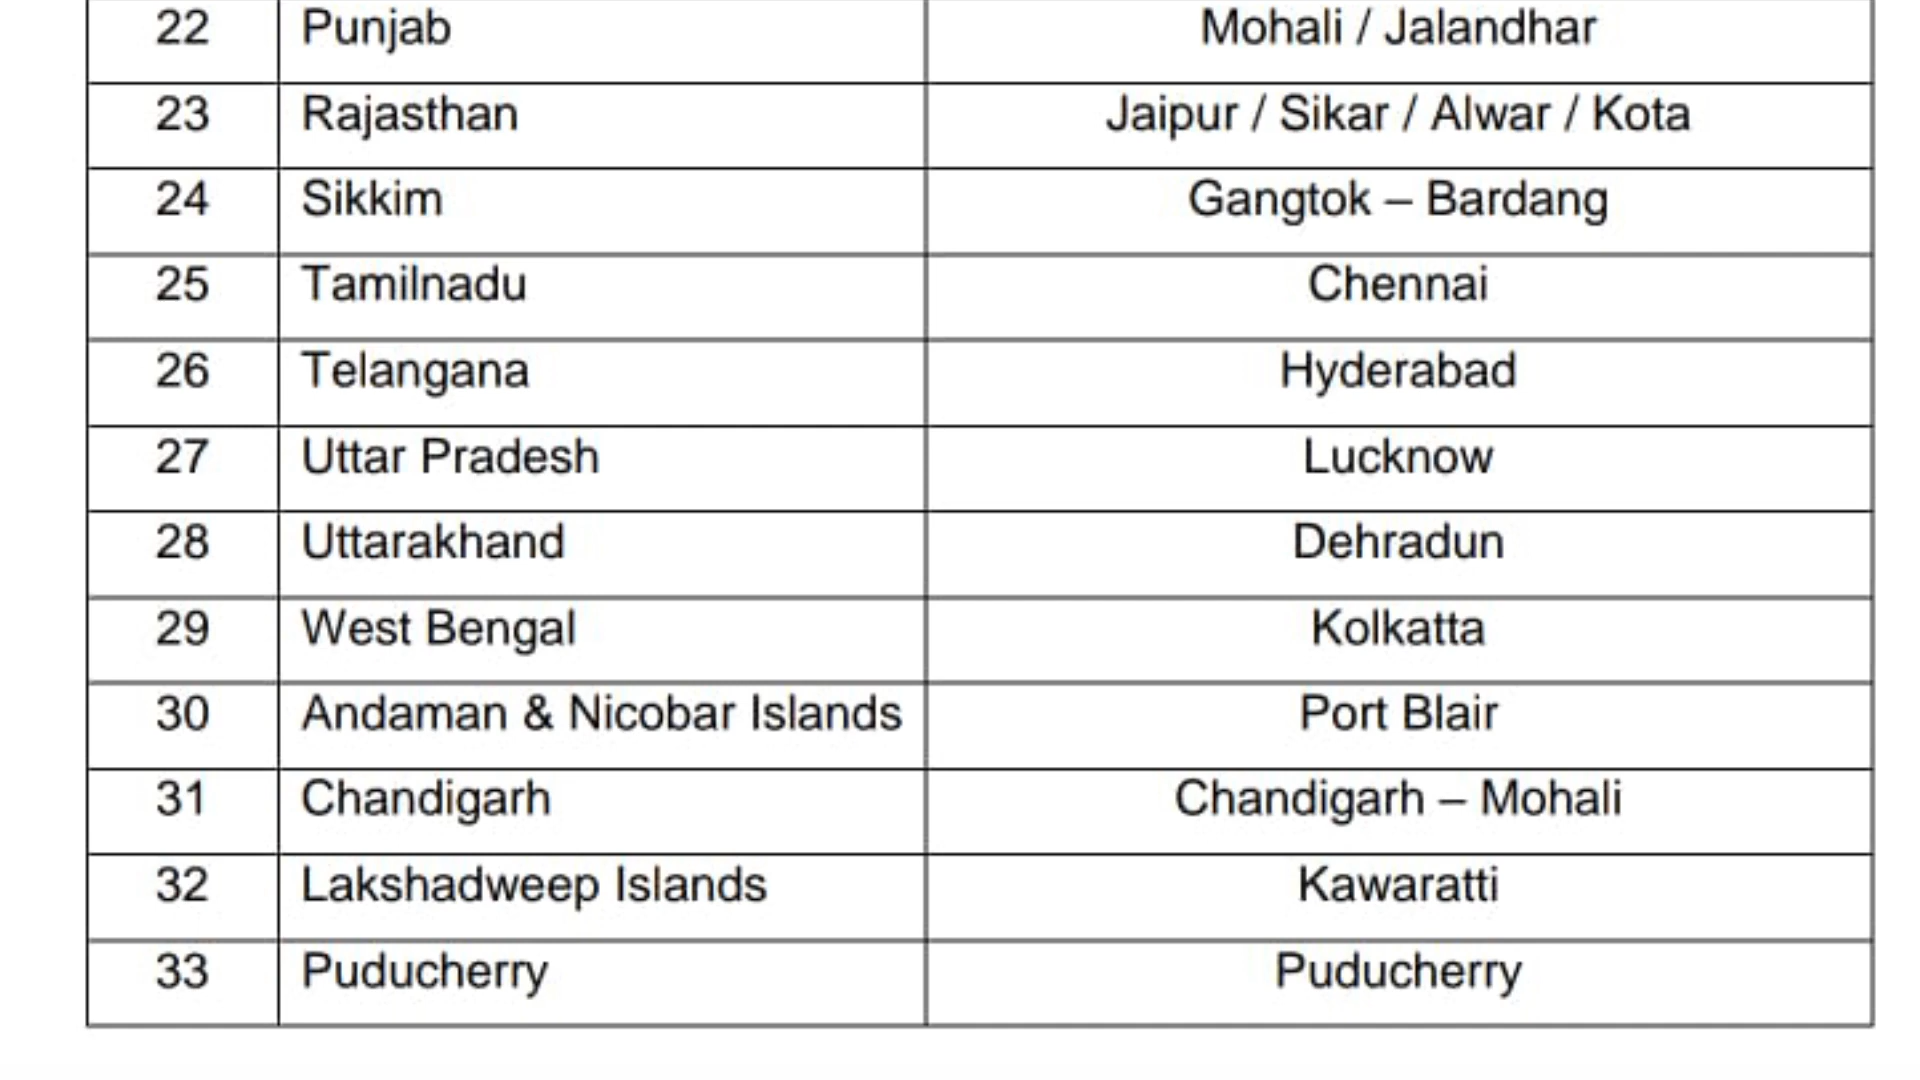 22 Punjab Mohali / Jalandhar
23 Rajasthan Jaipur / Sikar / Alwar / Kota
24 Sikkim Gangtok – Bardang
25 Tamilnadu Chennai
26 Telangana Hyderabad
27 Uttar Pradesh Lucknow
28 Uttarakhand Dehradun
29 West Bengal Kolkatta
30 Andaman & Nicobar Islands Port Blair
31 Chandigarh Chandigarh – Mohali
32 Lakshadweep Islands Kawaratti
33 Puducherry Puducherry